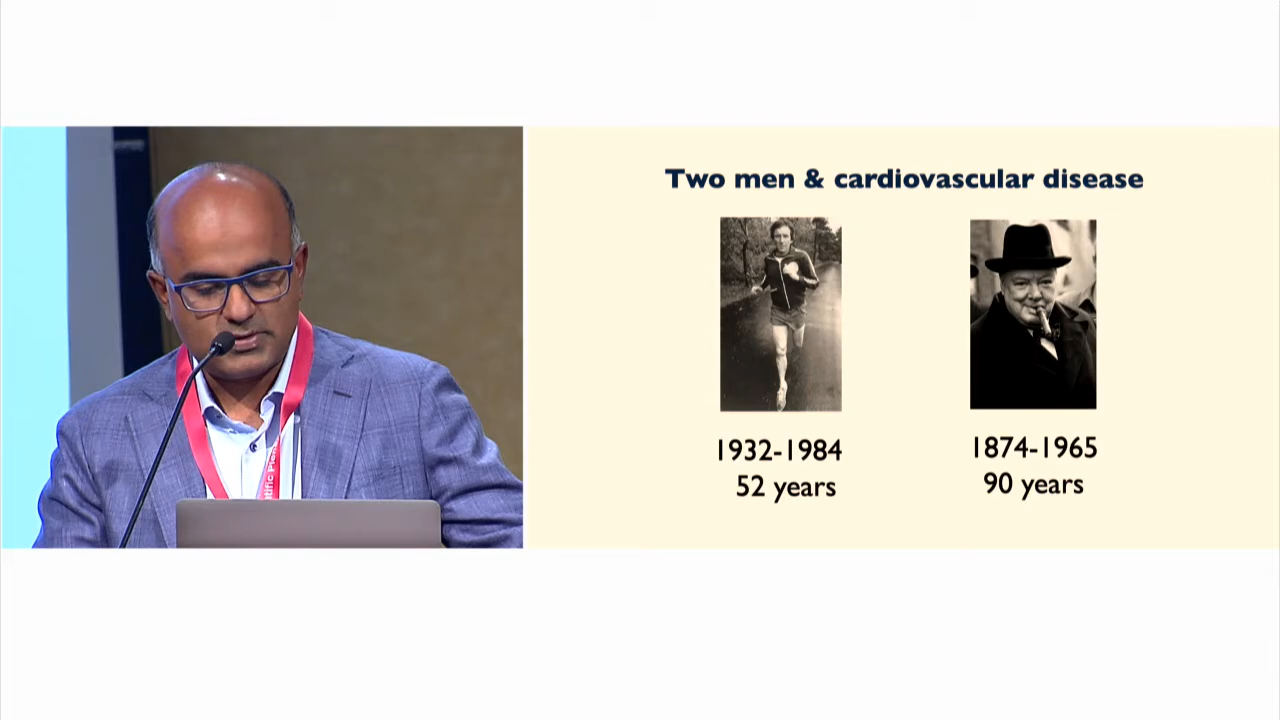 Two men & cardiovascular disease
1932-1984
52 years
1874-1965
90 years